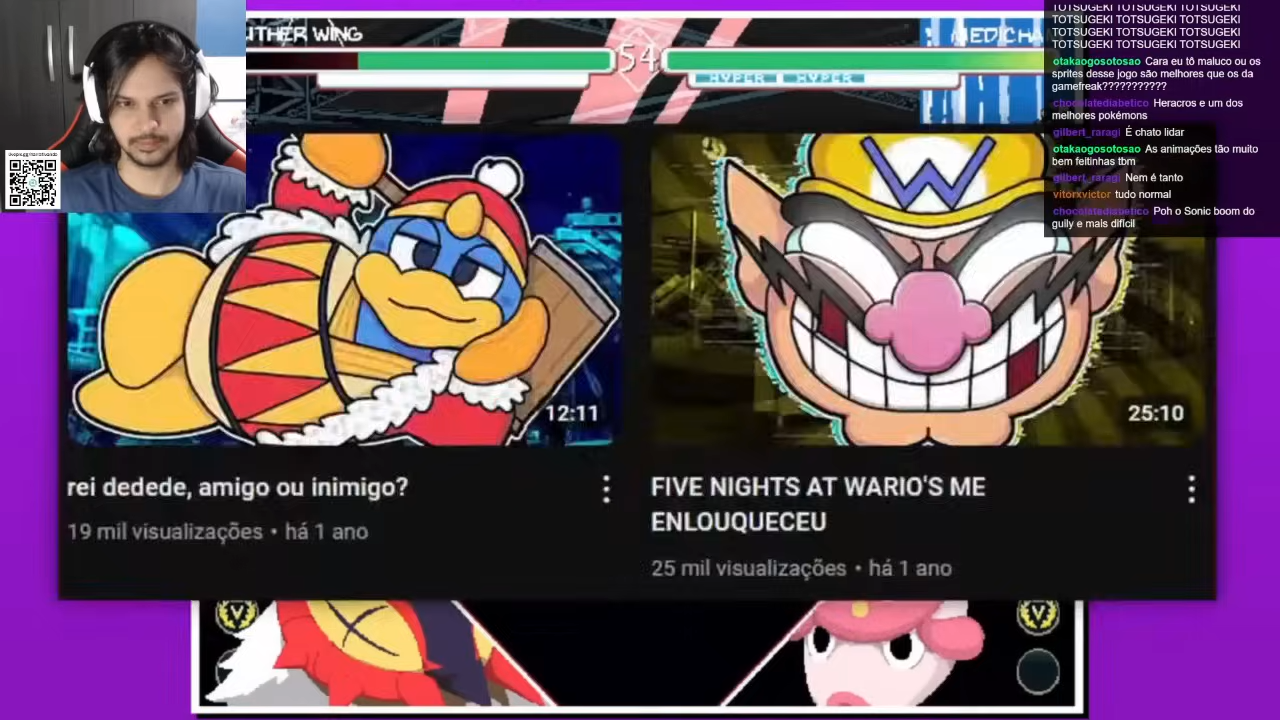 ITHER WING
54
MEDICHA
HYPER HYPER
TOTSUGEKI TOTSUGEKI TOTSUGEKI
TOTSUGEKI TOTSUGEKI TOTSUGEKI
TOTSUGEKI TOTSUGEKI TOTSUGEKI
TOTSUGEKI TOTSUGEKI TOTSUGEKI
otakaogosotosao Cara eu tô maluco ou os
sprites desse jogo são melhores que os da
gamefreak???????????
chocolatediabetico Heracros e um dos
melhores pokémons
gilbert_raragi É chato lidar
otakaogosotosao As animações tão muito
bem feitinhas tbm
gilbert_raragi Nem é tanto
vitorxvictor tudo normal
chocolatediabetico Poh o Sonic boom do
guily e mais difícil
W
12:11
25:10
rei dedede, amigo ou inimigo?
19 mil visualizações • há 1 ano
FIVE NIGHTS AT WARIO'S ME
ENLOUQUECEU
25 mil visualizações • há 1 ano
V
V